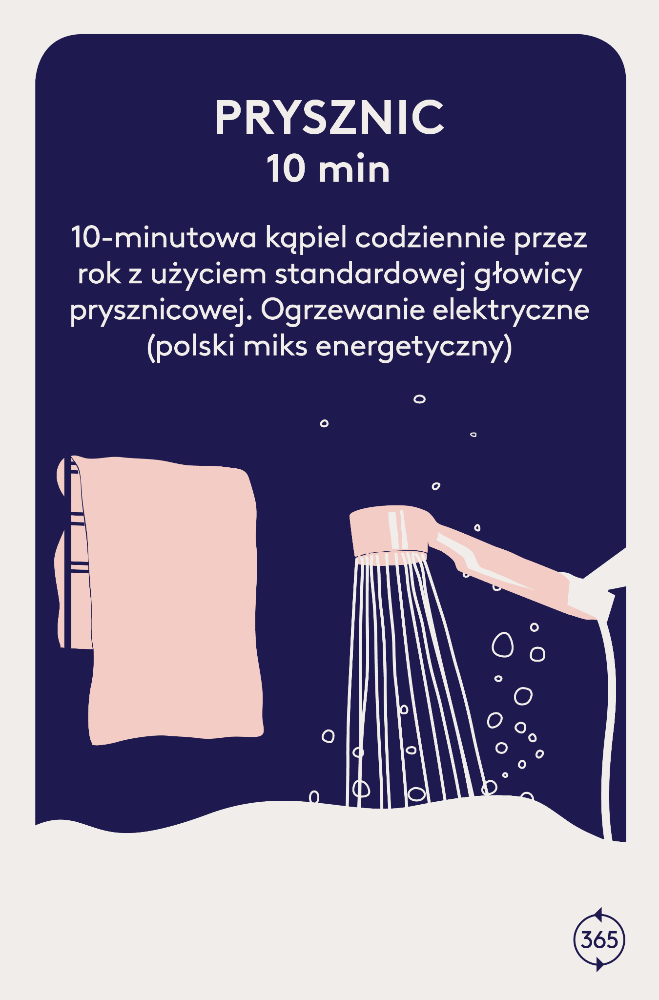 PRYSZNIC
10 min
10-minutowa kąpiel codziennie przez
rok z użyciem standardowej głowicy
prysznicowej. Ogrzewanie elektryczne
(polski miks energetyczny)
365